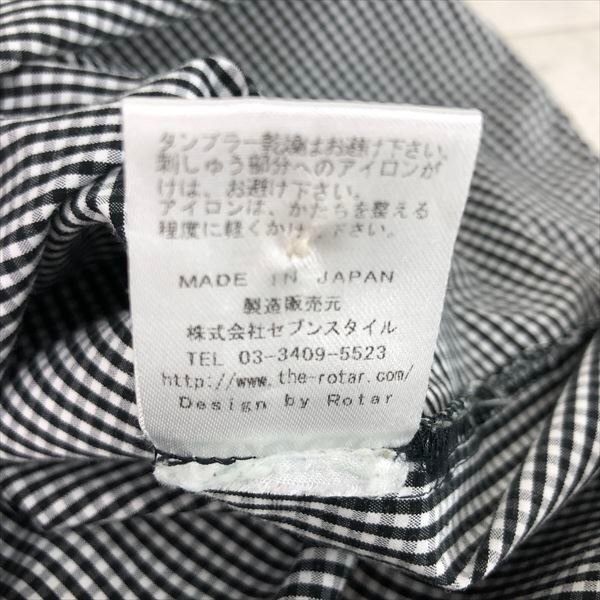 タンブラー乾燥はお避け下さい。
刺しゅう部分へのアイロンが
けは、お避け下さい。
アイロンは、かたちを整える
程度に軽くかけ下さい。
MADE IN JAPAN
製造販売元
株式会社セブンスタイル
TEL 03-3409-5523
http://www.the-rotar.com/
Design by Rotar